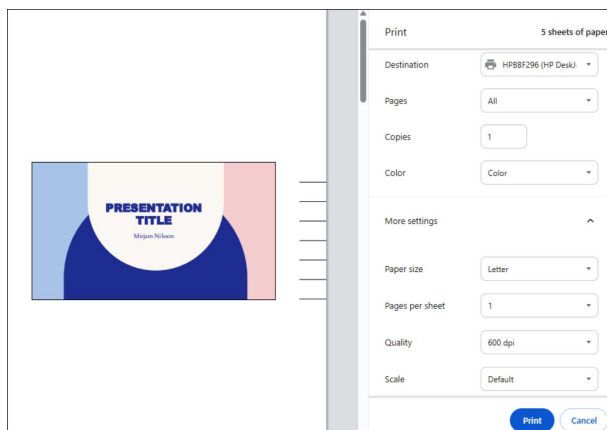 Print 5 sheets of paper
Destination HPBBF296 (HP DeskJ
Pages All
Copies 1
Color Color
More settings
Paper size Letter
Pages per sheet 1
Quality 600 dpi
Scale Default
Print Cancel
PRESENTATION
TITLE
Mirjam Nilsson